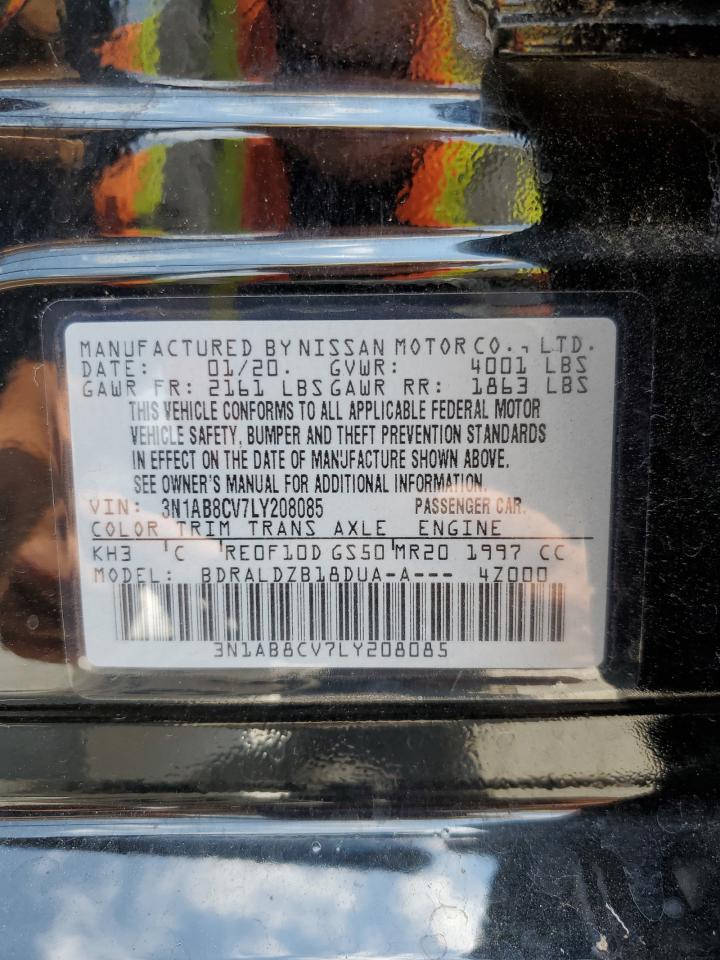 MANUFACTURED BY NISSAN MOTOR CO., LTD.
DATE: 01/20. GVWR: 4001 LBS
GAWR FR: 2161 LBS GAWR RR: 1863 LBS
THIS VEHICLE CONFORMS TO ALL APPLICABLE FEDERAL MOTOR
VEHICLE SAFETY, BUMPER AND THEFT PREVENTION STANDARDS
IN EFFECT ON THE DATE OF MANUFACTURE SHOWN ABOVE.
SEE OWNER'S MANUAL FOR ADDITIONAL INFORMATION.
VIN: 3N1AB8CV7LY208085 PASSENGER CAR.
COLOR TRIM TRANS AXLE ENGINE
KH3 C RE0F10D GS50 MR20 1997 CC
MODEL: BDRALDZB18DUA-A--- 4Z000
3N1AB8CV7LY208085